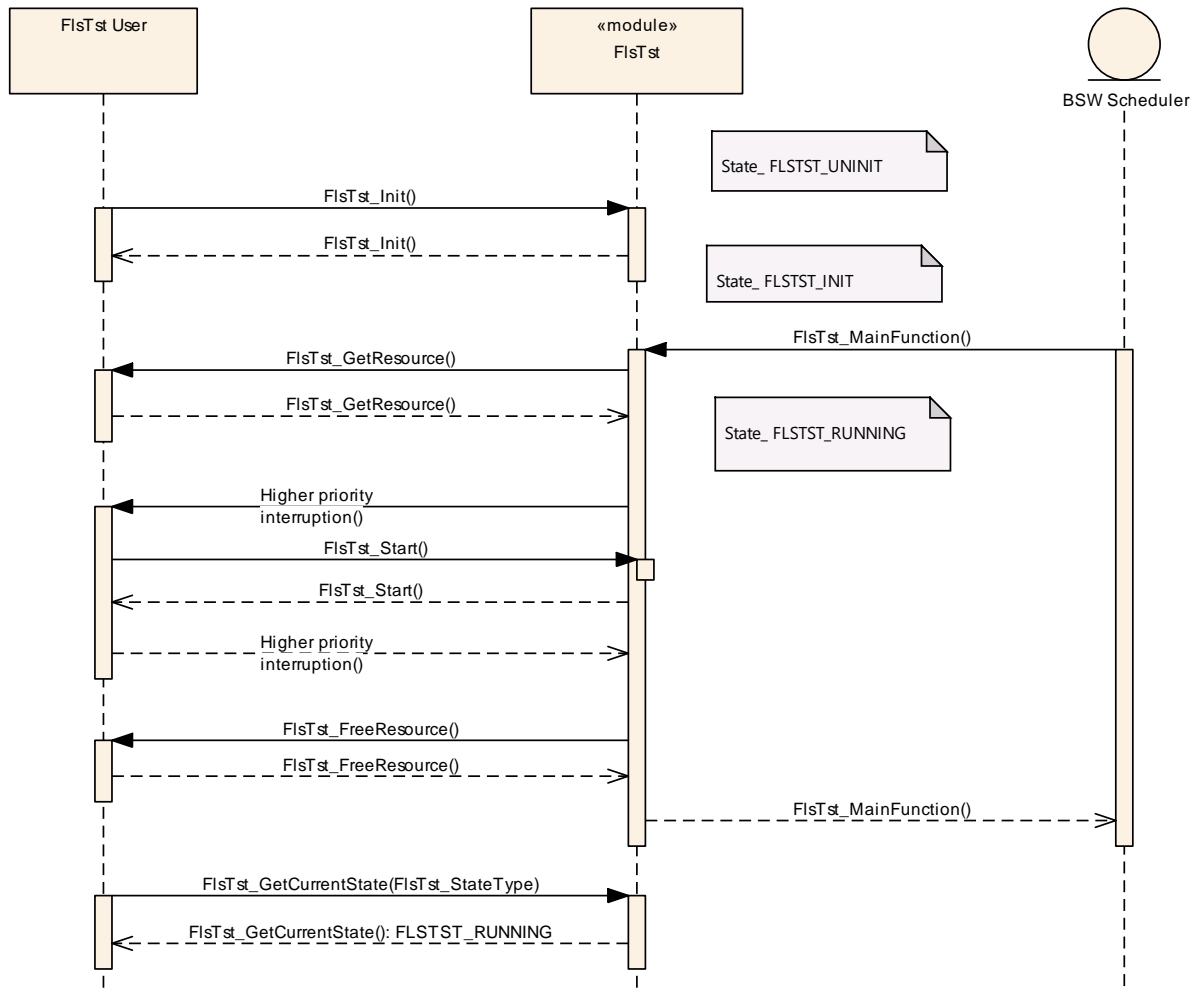 FlsTst User
«module»
FlsTst
BSW Scheduler
State_ FLSTST_UNINIT
FlsTst_Init()
FlsTst_Init()
State_ FLSTST_INIT
FlsTst_MainFunction()
FlsTst_GetResource()
FlsTst_GetResource()
State_ FLSTST_RUNNING
Higher priority
interruption()
FlsTst_Start()
FlsTst_Start()
Higher priority
interruption()
FlsTst_FreeResource()
FlsTst_FreeResource()
FlsTst_MainFunction()
FlsTst_GetCurrentState(FlsTst_StateType)
FlsTst_GetCurrentState(): FLSTST_RUNNING